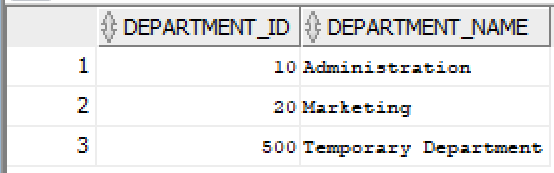 DEPARTMENT_ID DEPARTMENT_NAME
1 10 Administration
2 20 Marketing
3 500 Temporary Department